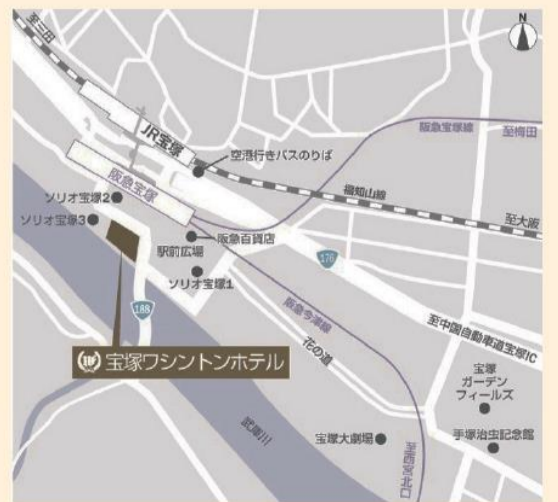 N
至三田
JR宝塚
阪急宝塚線
至梅田
空港行きバスのりば
阪急宝塚
福知山線
ソリオ宝塚2
ソリオ宝塚3
至大阪
阪急百貨店
駅前広場
176
ソリオ宝塚1
188
阪急今津線
至中国自動車道宝塚IC
花の道
宝塚ワシントンホテル
宝塚
ガーデン
フィールズ
武庫川
宝塚大劇場
手塚治虫記念館
至西宮北口